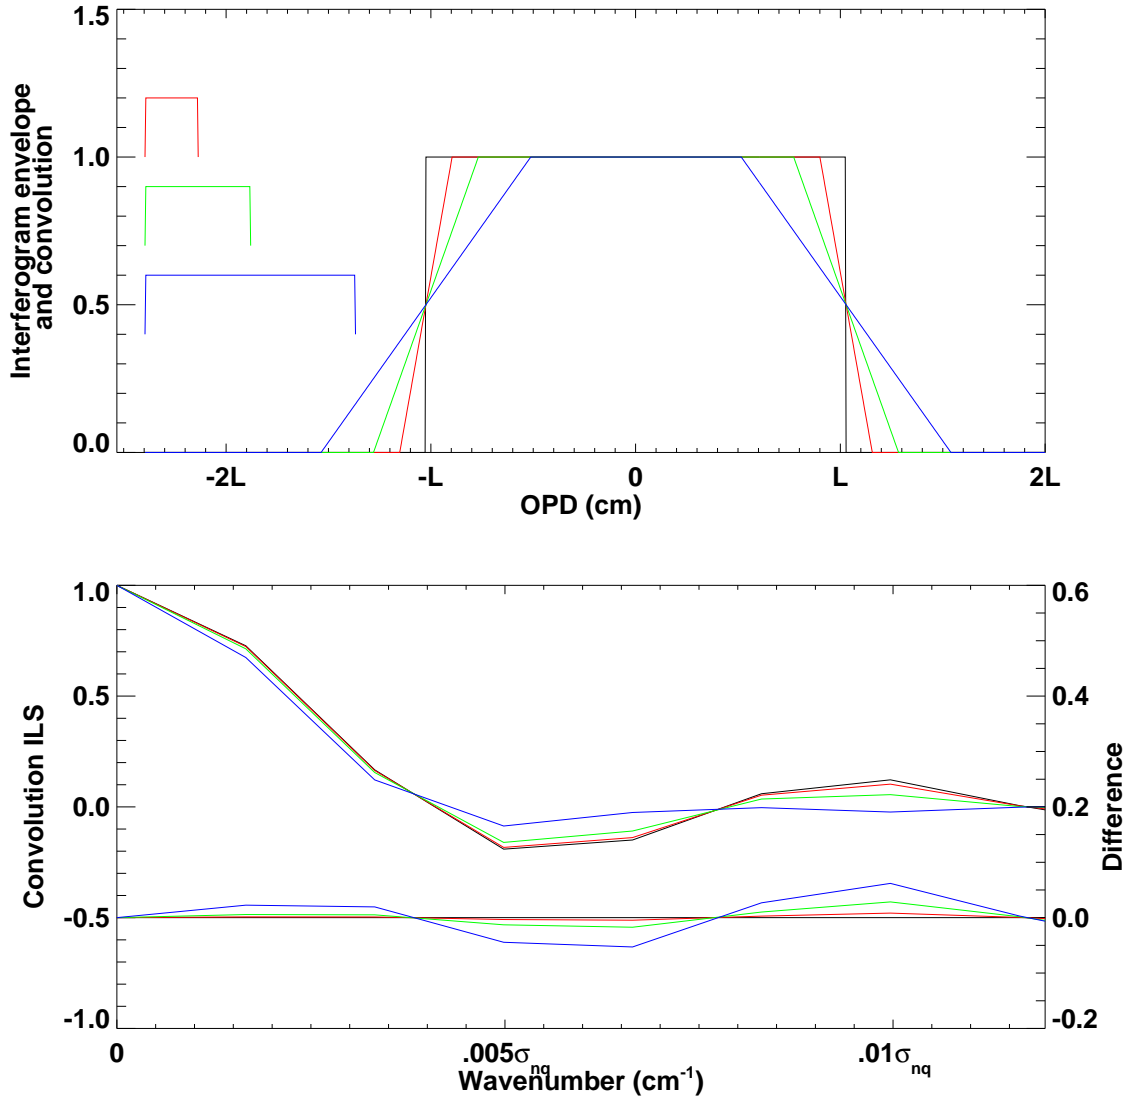 1.5
1.0
0.5
0.0
Interferogram envelope
and convolution
-2L
-L
0
L
2L
OPD (cm)
1.0
0.5
0.0
-0.5
-1.0
Convolution ILS
0.6
0.4
0.2
0.0
-0.2
Difference
0
.005σnq
.01σnq
Wavenumber (cm-1)